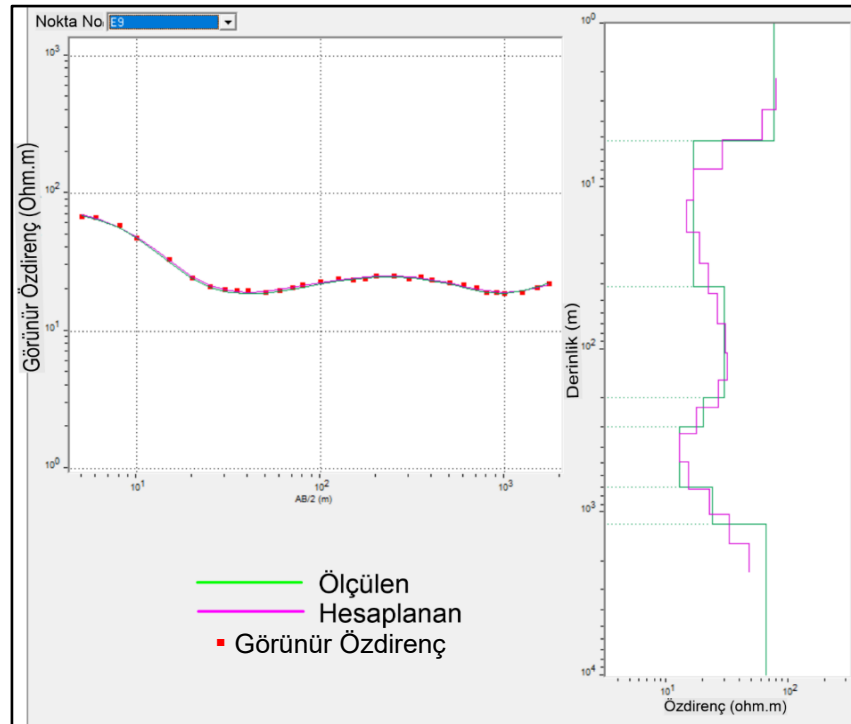 Nokta No: E9
10³
10²
10¹
10⁰
Görünür Özdirenç (Ohm.m)
10¹
10²
10³
AB/2 (m)
10⁰
10¹
10²
10³
10⁴
Derinlik (m)
10¹
10²
Özdirenç (ohm.m)
Ölçülen
Hesaplanan
Görünür Özdirenç